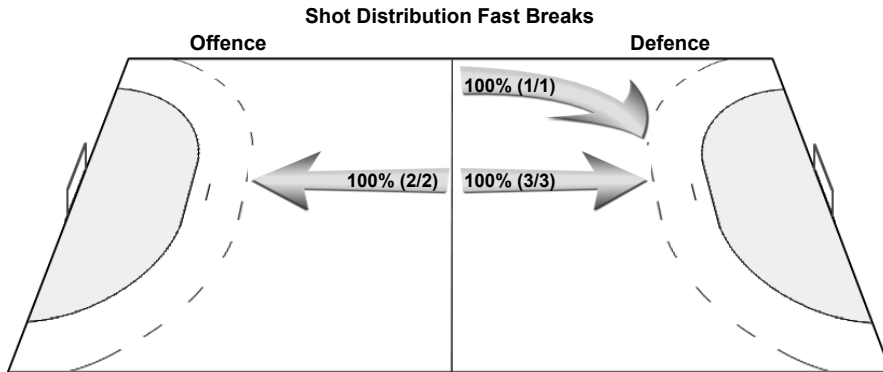 Shot Distribution Fast Breaks
Offence
Defence
100% (1/1)
100% (2/2)
100% (3/3)